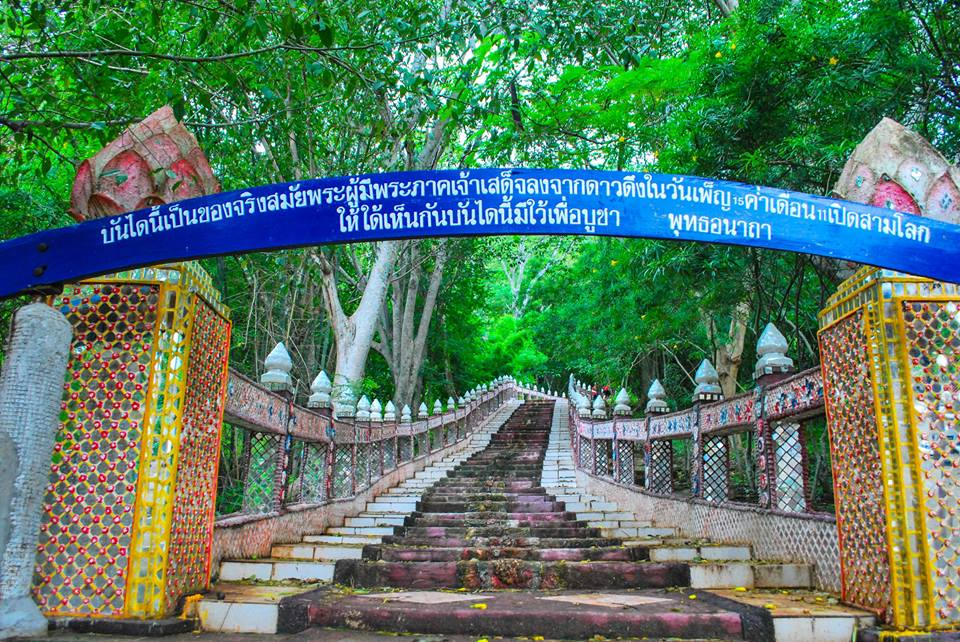 บันไดนี้เป็นของจริงสมัยพระผู้มีพระภาคเจ้าเสด็จลงจากดาวดึงในวันเพ็ญ 15 ค่ำเดือน 11 เปิดสามโลก
ให้ได้เห็นกันบันไดนี้มีใว้เพื่อบูชา พุทธอนาถา